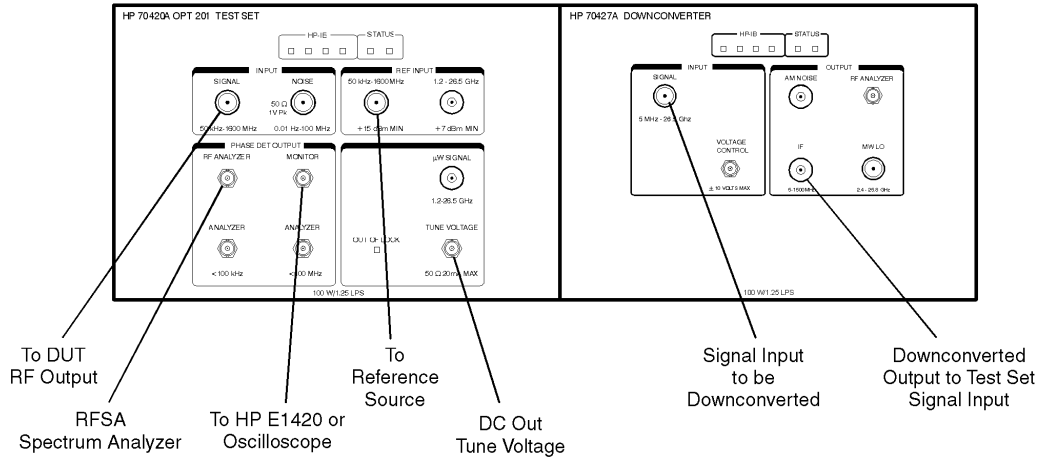 HP 70420A OPT 201 TEST SET
HP-IB
STATUS
INPUT
SIGNAL
NOISE
50 Ω
1V Pk
50 kHz-1600 MHz
0.01 Hz-100 MHz
REF INPUT
50 kHz-1600 MHz
1.2 - 26.5 GHz
+15 dBm MIN
+7 dBm MIN
PHASE DET OUTPUT
RF ANALYZER
MONITOR
ANALYZER
ANALYZER
<100 kHz
<100 MHz
µW SIGNAL
1.2-26.5 GHz
OUT OF LOCK
TUNE VOLTAGE
50 Ω 20mA MAX
100 W/1.25 LPS
HP 70427A DOWNCONVERTER
HP-IB
STATUS
INPUT
SIGNAL
5 MHz - 26.5 Ghz
VOLTAGE
CONTROL
± 10 VOLTS MAX
OUTPUT
AM NOISE
RF ANALYZER
IF
MW LO
5-1500MHz
2.4 - 25.8 GHz
100 W/1.25 LPS
To DUT
RF Output
RFSA
Spectrum Analyzer
To HP E1420 or
Oscilloscope
To
Reference
Source
DC Out
Tune Voltage
Signal Input
to be
Downconverted
Downconverted
Output to Test Set
Signal Input